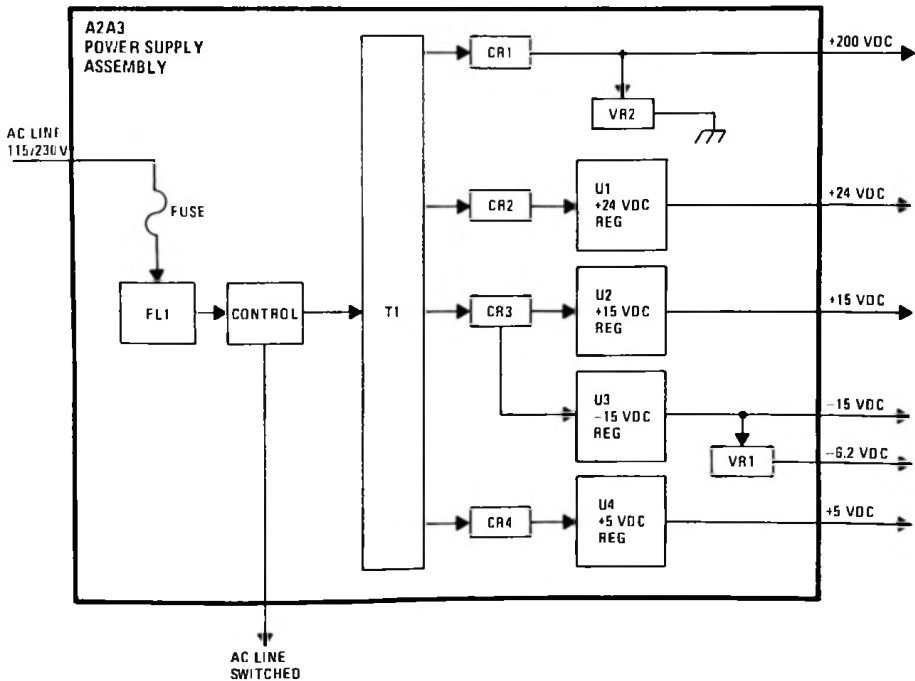 A2A3
POWER SUPPLY
ASSEMBLY
AC LINE
115/230V
FUSE
FL1
CONTROL
T1
CR1
VR2
+200 VDC
CR2
U1
+24 VDC
REG
+24 VDC
CR3
U2
+15 VDC
REG
+15 VDC
U3
-15 VDC
REG
-15 VDC
VR1
-6.2 VDC
CR4
U4
+5 VDC
REG
+5 VDC
AC LINE
SWITCHED